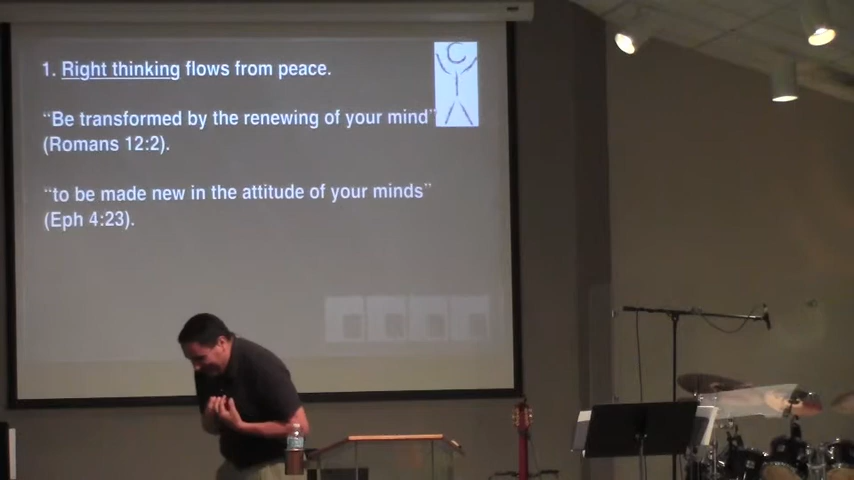 1. Right thinking flows from peace.
“Be transformed by the renewing of your mind”
(Romans 12:2).
“to be made new in the attitude of your minds”
(Eph 4:23).